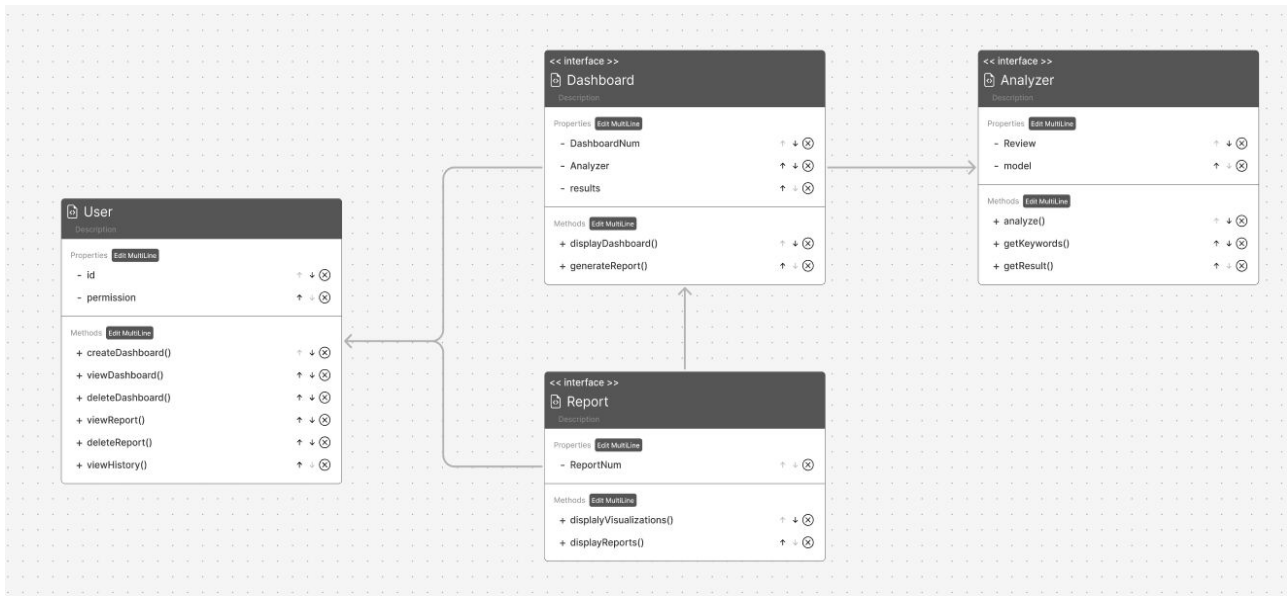 User
Description
Properties Edit MultiLine
- id
- permission
Methods Edit MultiLine
+ createDashboard()
+ viewDashboard()
+ deleteDashboard()
+ viewReport()
+ deleteReport()
+ viewHistory()
<< interface >>
Dashboard
Description
Properties Edit MultiLine
- DashboardNum
- Analyzer
- results
Methods Edit MultiLine
+ displayDashboard()
+ generateReport()
<< interface >>
Report
Description
Properties Edit MultiLine
- ReportNum
Methods Edit MultiLine
+ displalyVisualizations()
+ displayReports()
<< interface >>
Analyzer
Description
Properties Edit MultiLine
- Review
- model
Methods Edit MultiLine
+ analyze()
+ getKeywords()
+ getResult()